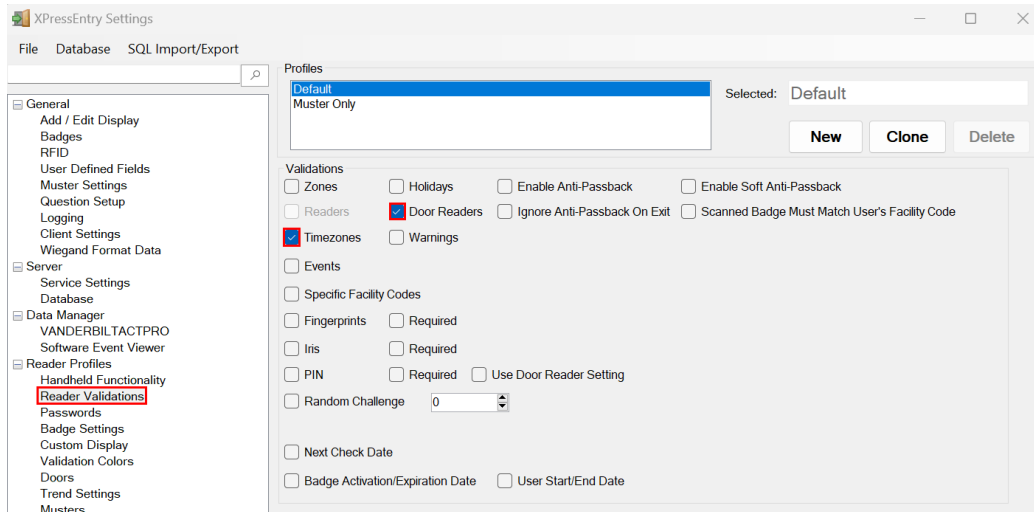 XPressEntry Settings
File Database SQL Import/Export
General
Add / Edit Display
Badges
RFID
User Defined Fields
Muster Settings
Question Setup
Logging
Client Settings
Wiegand Format Data
Server
Service Settings
Database
Data Manager
VANDERBILTACTPRO
Software Event Viewer
Reader Profiles
Handheld Functionality
Reader Validations
Passwords
Badge Settings
Custom Display
Validation Colors
Doors
Trend Settings
Musters
Profiles
Default
Muster Only
Selected: Default
New Clone Delete
Validations
Zones Holidays Enable Anti-Passback Enable Soft Anti-Passback
Readers Door Readers Ignore Anti-Passback On Exit Scanned Badge Must Match User's Facility Code
Timezones Warnings
Events
Specific Facility Codes
Fingerprints Required
Iris Required
PIN Required Use Door Reader Setting
Random Challenge 0
Next Check Date
Badge Activation/Expiration Date User Start/End Date